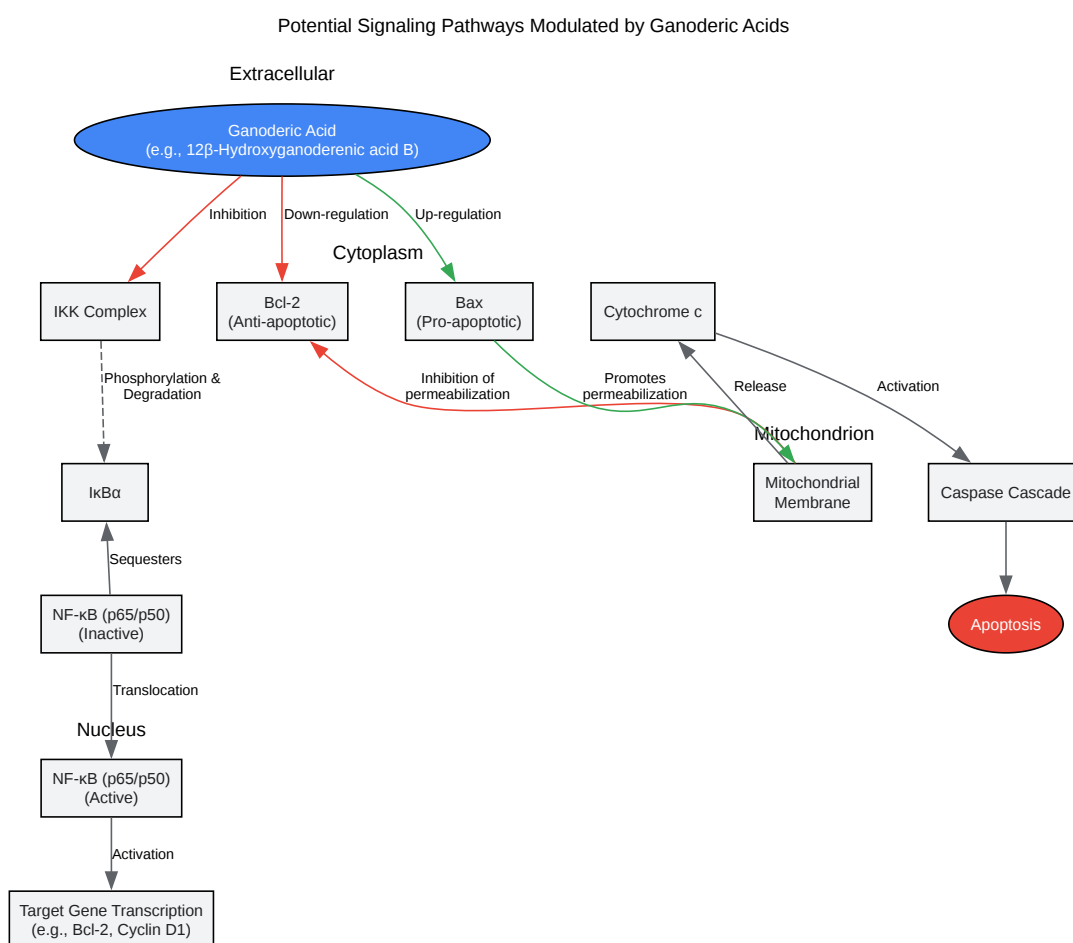 Potential Signaling Pathways Modulated by Ganoderic Acids
Extracellular
Ganoderic Acid
(e.g., 12β-Hydroxyganoderenic acid B)
Inhibition
Down-regulation
Up-regulation
Cytoplasm
IKK Complex
Bcl-2
(Anti-apoptotic)
Bax
(Pro-apoptotic)
Cytochrome c
Phosphorylation &
Degradation
Inhibition of
permeabilization
Promotes
permeabilization
Release
Activation
Mitochondrion
IκBα
Mitochondrial
Membrane
Caspase Cascade
Sequesters
NF-κB (p65/p50)
(Inactive)
Apoptosis
Translocation
Nucleus
NF-κB (p65/p50)
(Active)
Activation
Target Gene Transcription
(e.g., Bcl-2, Cyclin D1)